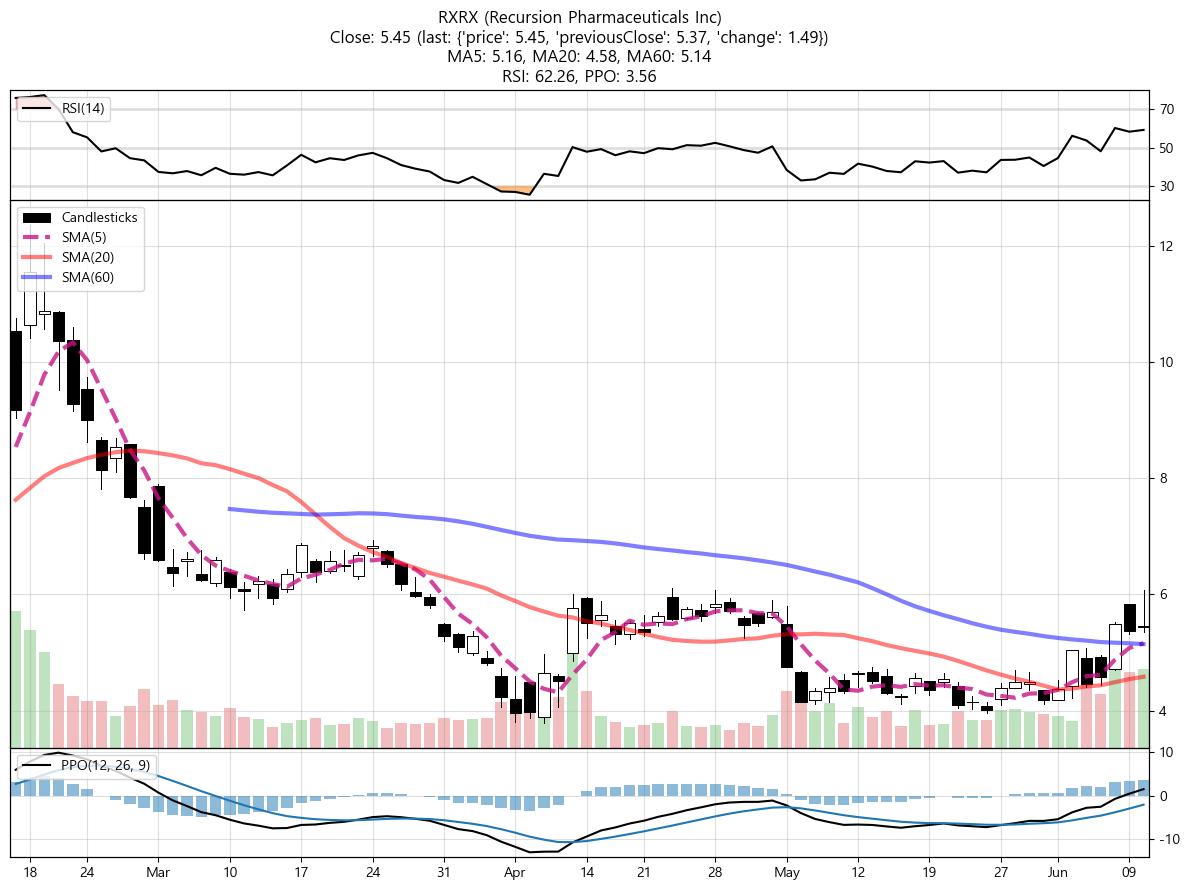 RXRX (Recursion Pharmaceuticals Inc)
Close: 5.45 (last: {'price': 5.45, 'previousClose': 5.37, 'change': 1.49})
MA5: 5.16, MA20: 4.58, MA60: 5.14
RSI: 62.26, PPO: 3.56
RSI(14)
70
50
30
Candlesticks
SMA(5)
SMA(20)
SMA(60)
12
10
8
6
4
PPO(12, 26, 9)
10
0
-10
18 24 Mar 10 17 24 31 Apr 14 21 28 May 12 19 27 Jun 09